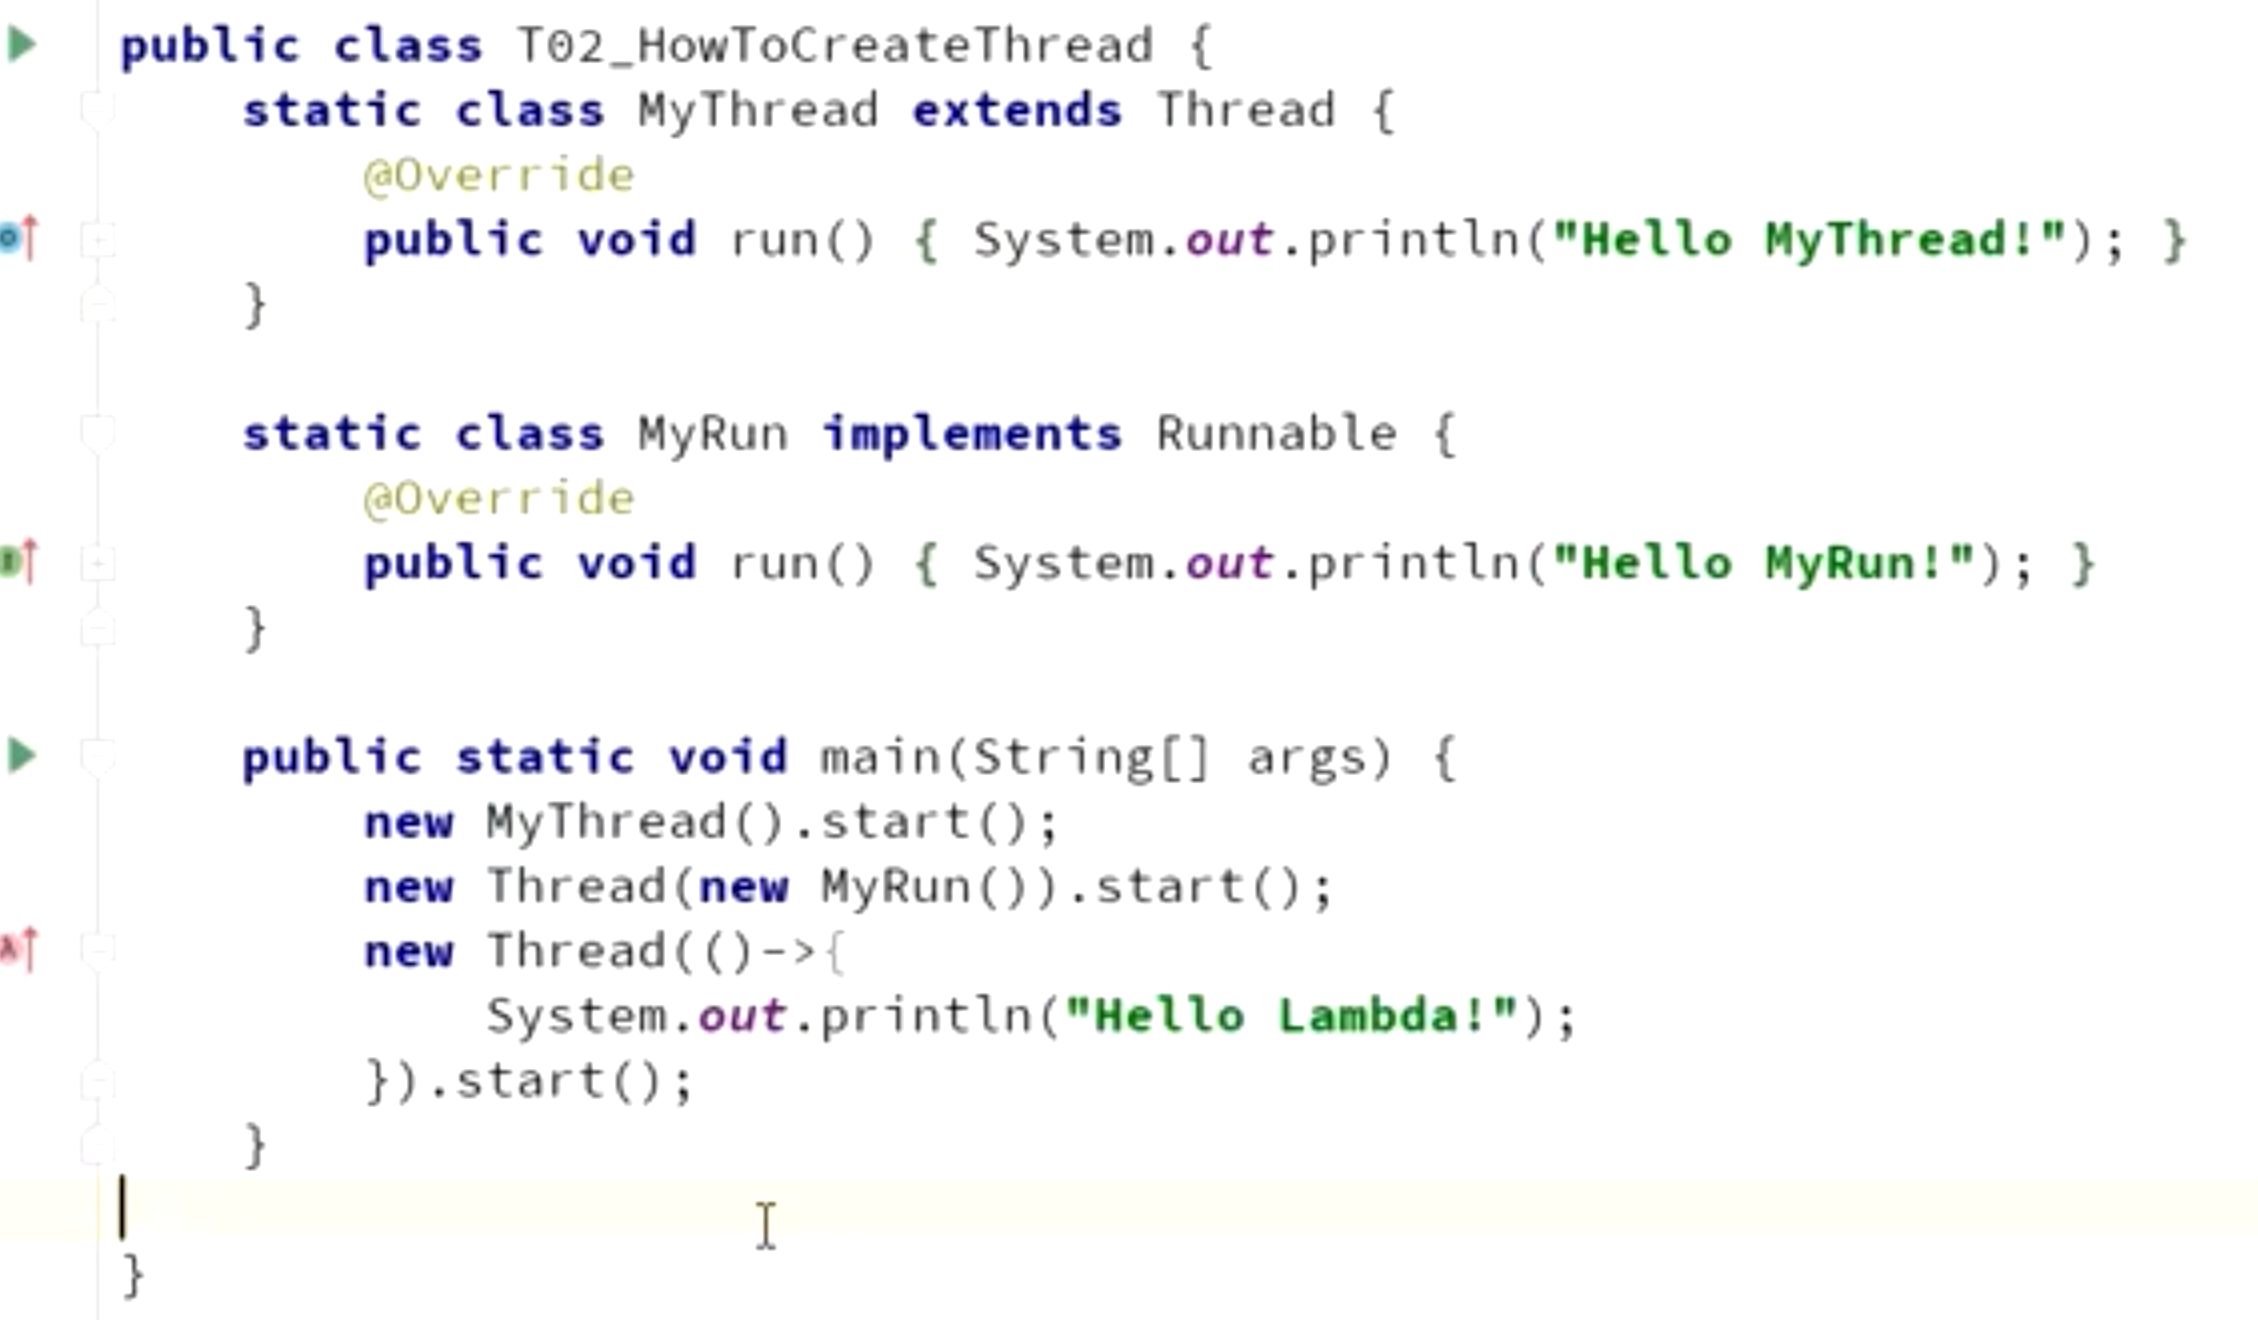 public class T02_HowToCreateThread {
    static class MyThread extends Thread {
        @Override
        public void run() { System.out.println("Hello MyThread!"); }
    }

    static class MyRun implements Runnable {
        @Override
        public void run() { System.out.println("Hello MyRun!"); }
    }

    public static void main(String[] args) {
        new MyThread().start();
        new Thread(new MyRun()).start();
        new Thread(()->{
            System.out.println("Hello Lambda!");
        }).start();
    }

}